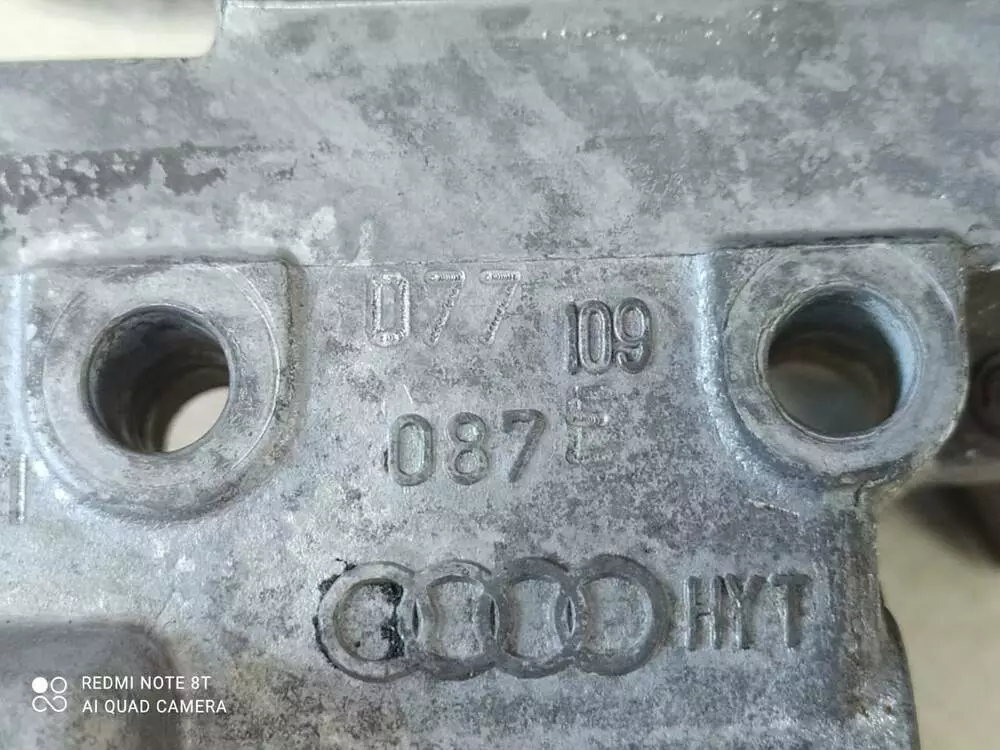 077
109
087
E
HYT
REDMI NOTE 8T
AI QUAD CAMERA